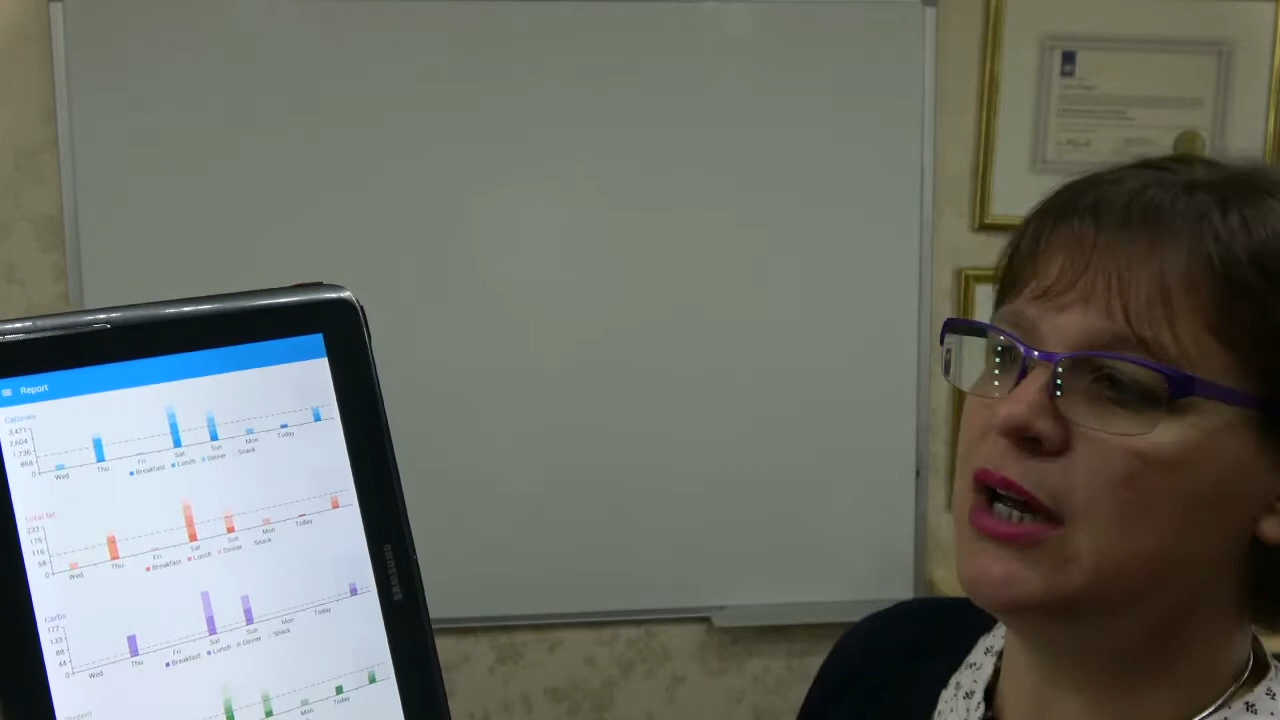 Report
Calories
3,471
2,604
1,736
868
0
Wed Thu Fri Sat Sun Mon Today
Breakfast Lunch Dinner Snack
Total fat
233
175
116
58
0
Wed Thu Fri Sat Sun Mon Today
Breakfast Lunch Dinner Snack
Carbs
177
133
88
44
0
Wed Thu Fri Sat Sun Mon Today
Breakfast Lunch Dinner Snack
Protein
SAMSUNG